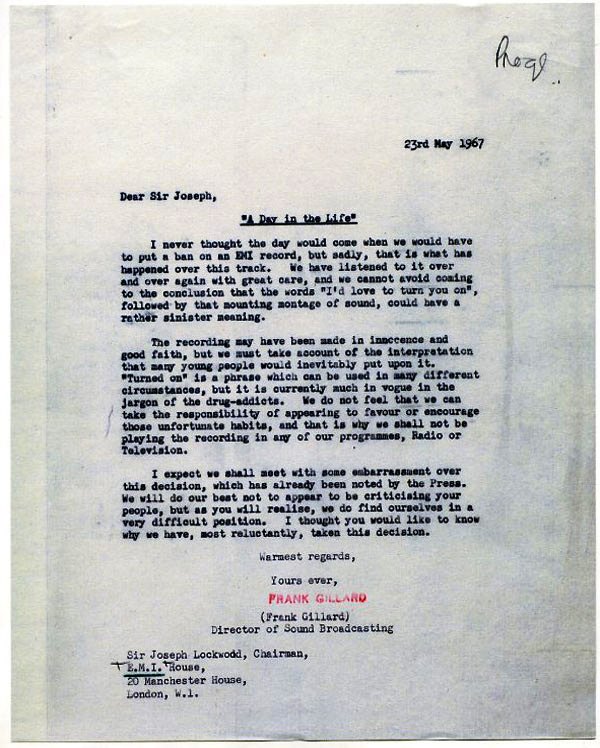 23rd May 1967
Dear Sir Joseph,
"A Day in the Life"
I never thought the day would come when we would have
to put a ban on an EMI record, but sadly, that is what has
happened over this track. We have listened to it over
and over again with great care, and we cannot avoid coming
to the conclusion that the words "I'd love to turn you on",
followed by that mounting montage of sound, could have a
rather sinister meaning.
The recording may have been made in innocence and
good faith, but we must take account of the interpretation
that many young people would inevitably put upon it.
"Turned on" is a phrase which can be used in many different
circumstances, but it is currently much in vogue in the
jargon of the drug-addicts. We do not feel that we can
take the responsibility of appearing to favour or encourage
those unfortunate habits, and that is why we shall not be
playing the recording in any of our programmes, Radio or
Television.
I expect we shall meet with some embarrassment over
this decision, which has already been noted by the Press.
We will do our best not to appear to be criticising your
people, but as you will realise, we do find ourselves in a
very difficult position. I thought you would like to know
why we have, most reluctantly, taken this decision.
Warmest regards,
Yours ever,
FRANK GILLARD
(Frank Gillard)
Director of Sound Broadcasting
Sir Joseph Lockwood, Chairman,
E.M.I. House,
20 Manchester House,
London, W.1.